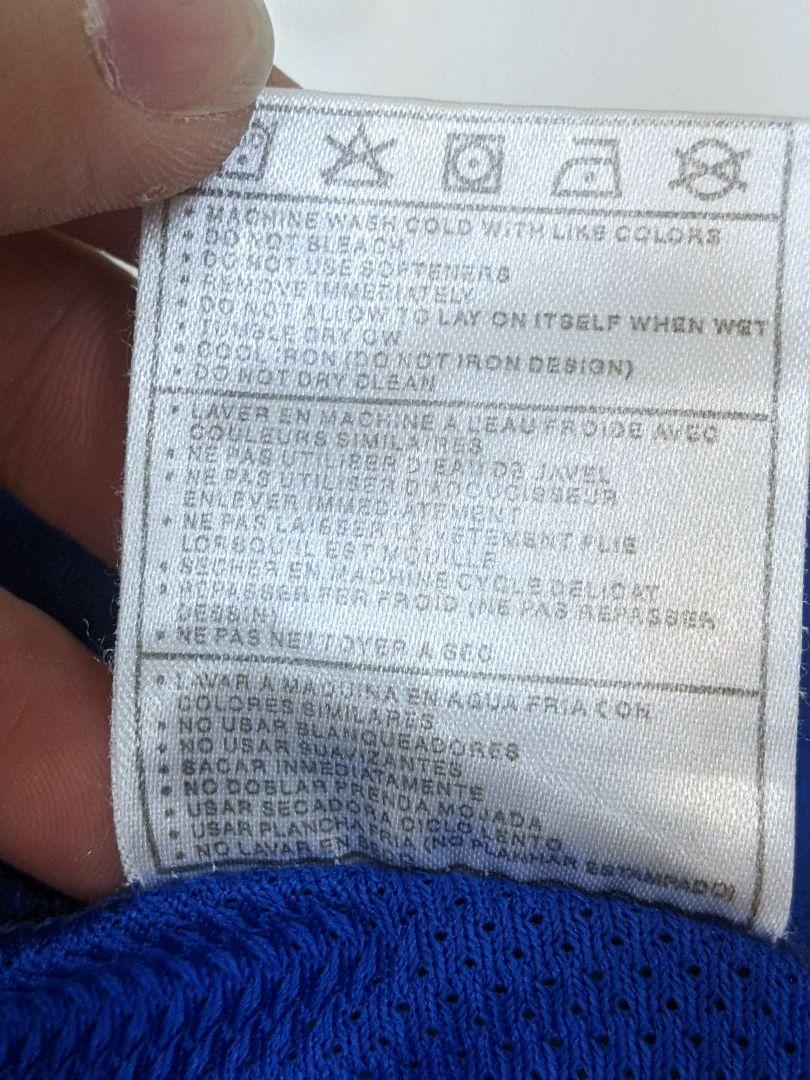 • MACHINE WASH COLD WITH LIKE COLORS
• DO NOT BLEACH
• DO NOT USE SOFTENERS
• REMOVE IMMEDIATELY
• DO NOT ALLOW TO LAY ON ITSELF WHEN WET
• TUMBLE DRY LOW
• COOL IRON (DO NOT IRON DESIGN)
• DO NOT DRY CLEAN
• LAVER EN MACHINE A L'EAU FROIDE AVEC
COULEURS SIMILAIRES
• NE PAS UTILISER D'EAU DE JAVEL
• NE PAS UTILISER D'ADOUCISSEUR
ENLEVER IMMEDIATEMENT
• NE PAS LAISSER LE VETEMENT PLIE
LORSQU'IL EST MOUILLE
• SECHER EN MACHINE CYCLE DELICAT
• REPASSER FER FROID (NE PAS REPASSER
DESSIN)
• NE PAS NETTOYER A SEC
• LAVAR A MAQUINA EN AGUA FRIA CON
COLORES SIMILARES
• NO USAR BLANQUEADORES
• NO USAR SUAVIZANTES
• SACAR INMEDIATAMENTE
• NO DOBLAR PRENDA MOJADA
• USAR SECADORA CICLO LENTO
• USAR PLANCHA FRIA (NO PLANHAR ESTAMPADO)
• NO LAVAR EN